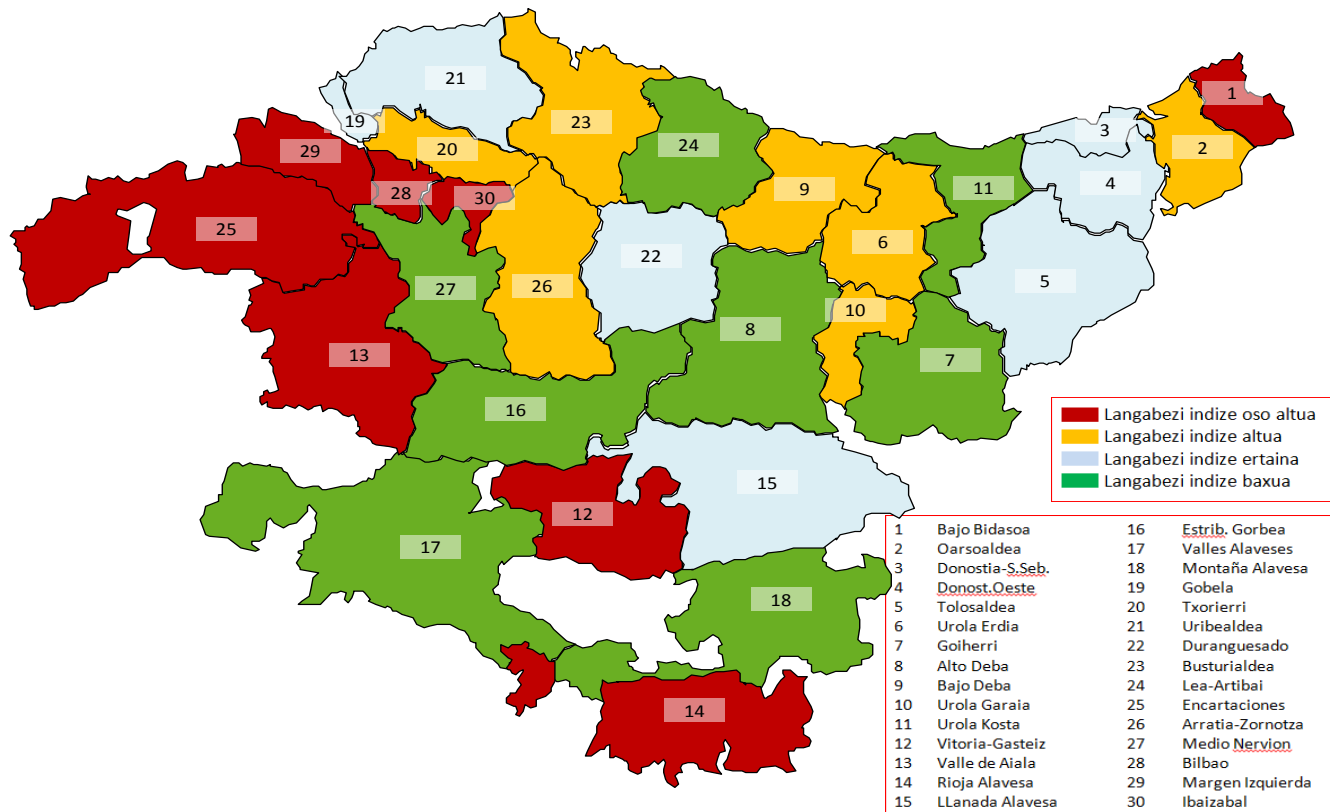 21
1
19
23
3
29
20
24
2
11
4
28
30
9
25
22
6
27
26
5
10
8
13
7
16
15
12
17
18
14
Langabezi indize oso altua
Langabezi indize altua
Langabezi indize ertaina
Langabezi indize baxua
1 Bajo Bidasoa 16 Estrib. Gorbea
2 Oarsoaldea 17 Valles Alaveses
3 Donostia-S.Seb. 18 Montaña Alavesa
4 Donost.Oeste 19 Gobela
5 Tolosaldea 20 Txorierri
6 Urola Erdia 21 Uribealdea
7 Goiherri 22 Duranguesado
8 Alto Deba 23 Busturialdea
9 Bajo Deba 24 Lea-Artibai
10 Urola Garaia 25 Encartaciones
11 Urola Kosta 26 Arratia-Zornotza
12 Vitoria-Gasteiz 27 Medio Nervion
13 Valle de Aiala 28 Bilbao
14 Rioja Alavesa 29 Margen Izquierda
15 LLanada Alavesa 30 Ibaizabal